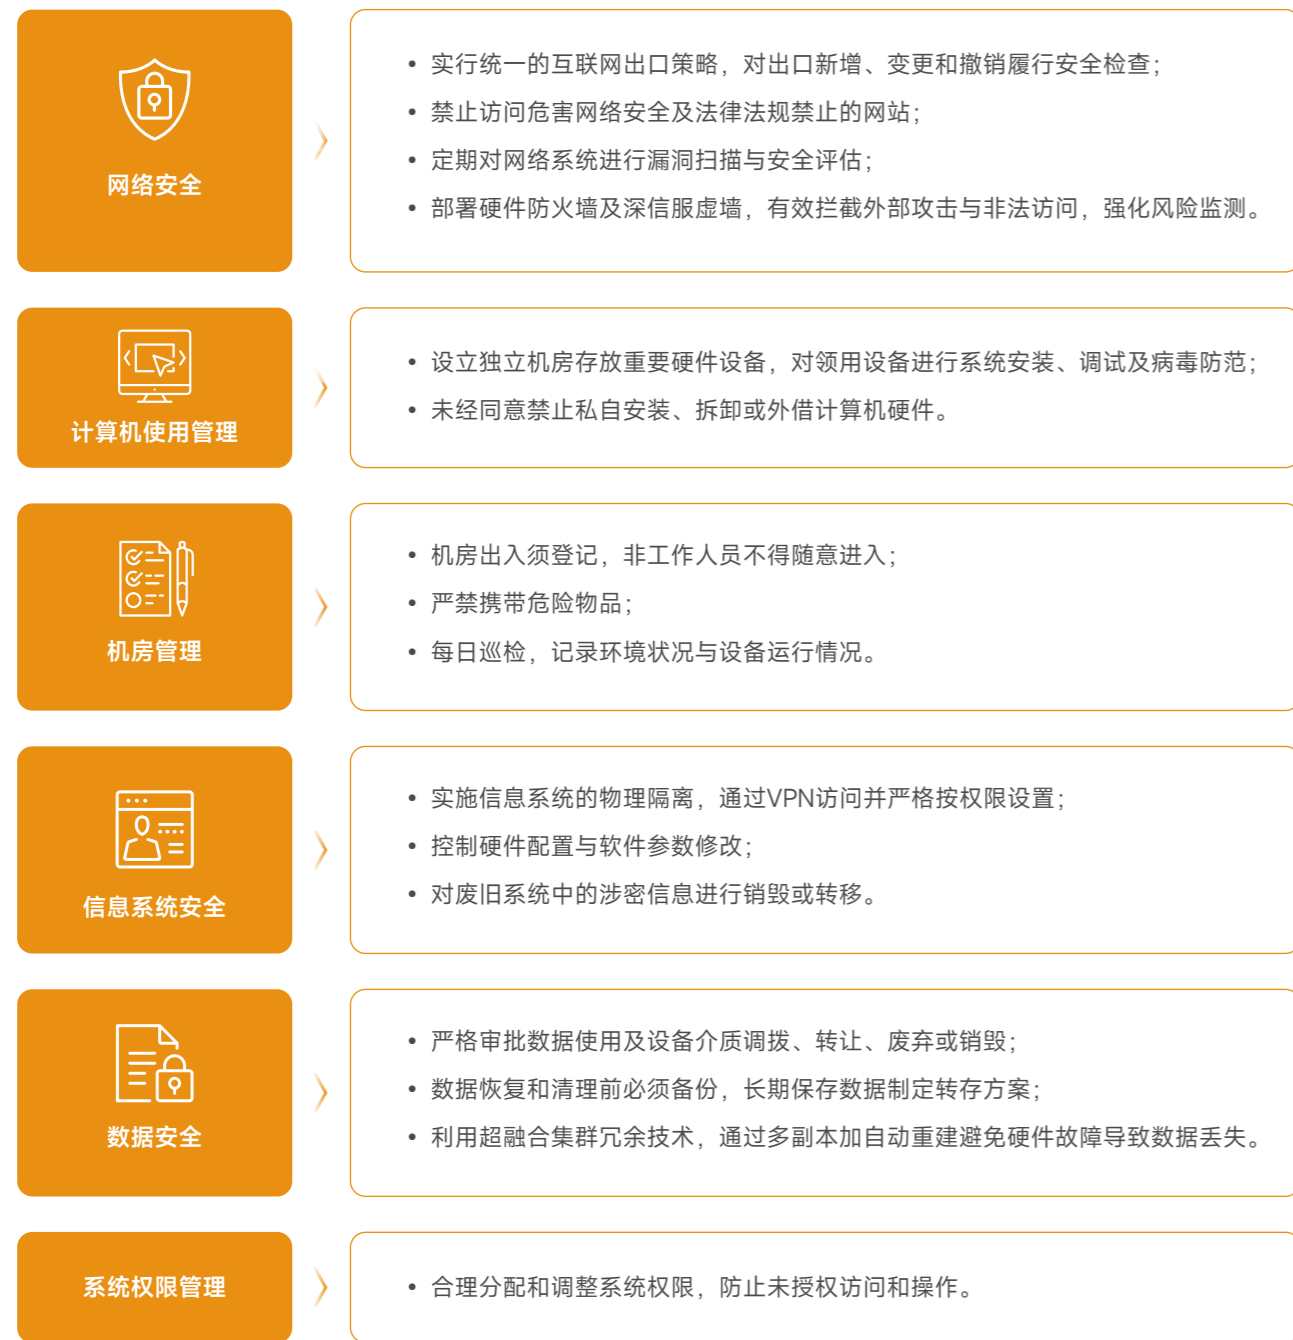 网络安全
• 实行统一的互联网出口策略，对出口新增、变更和撤销履行安全检查；
• 禁止访问危害网络安全及法律法规禁止的网站；
• 定期对网络系统进行漏洞扫描与安全评估；
• 部署硬件防火墙及深信服虚墙，有效拦截外部攻击与非法访问，强化风险监测。
计算机使用管理
• 设立独立机房存放重要硬件设备，对领用设备进行系统安装、调试及病毒防范；
• 未经同意禁止私自安装、拆卸或外借计算机硬件。
机房管理
• 机房出入须登记，非工作人员不得随意进入；
• 严禁携带危险物品；
• 每日巡检，记录环境状况与设备运行情况。
信息系统安全
• 实施信息系统的物理隔离，通过VPN访问并严格按权限设置；
• 控制硬件配置与软件参数修改；
• 对废旧系统中的涉密信息进行销毁或转移。
数据安全
• 严格审批数据使用及设备介质调拨、转让、废弃或销毁；
• 数据恢复和清理前必须备份，长期保存数据制定转存方案；
• 利用超融合集群冗余技术，通过多副本加自动重建避免硬件故障导致数据丢失。
系统权限管理
• 合理分配和调整系统权限，防止未授权访问和操作。